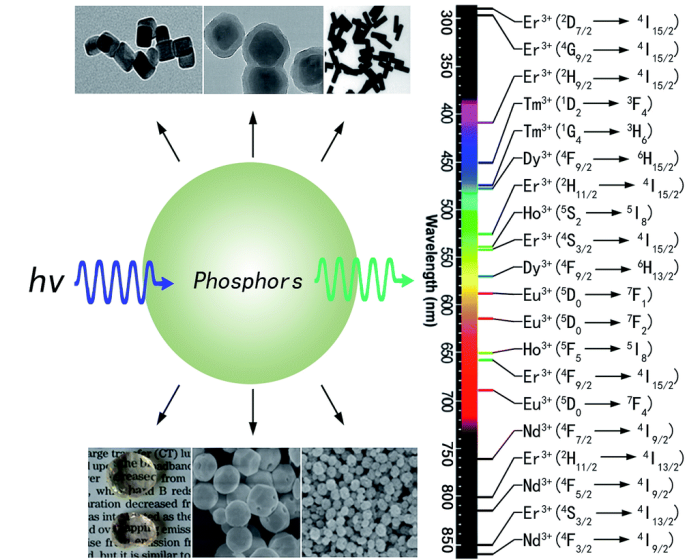 hν
Phosphors
arge transfer (CT) lu
Wavelength (nm)
300
350
400
450
500
550
600
650
700
750
800
850
Er³⁺(²D₇/₂ → ⁴I₁₅/₂)
Er³⁺(⁴G₉/₂ → ⁴I₁₅/₂)
Er³⁺(²H₉/₂ → ⁴I₁₅/₂)
Tm³⁺(¹D₂ → ³F₄)
Tm³⁺(¹G₄ → ³H₆)
Dy³⁺(⁴F₉/₂ → ⁶H₁₅/₂)
Er³⁺(²H₁₁/₂ → ⁴I₁₅/₂)
Ho³⁺(⁵S₂ → ⁵I₈)
Er³⁺(⁴S₃/₂ → ⁴I₁₅/₂)
Dy³⁺(⁴F₉/₂ → ⁶H₁₃/₂)
Eu³⁺(⁵D₀ → ⁷F₁)
Eu³⁺(⁵D₀ → ⁷F₂)
Ho³⁺(⁵F₅ → ⁵I₈)
Er³⁺(⁴F₉/₂ → ⁴I₁₅/₂)
Eu³⁺(⁵D₀ → ⁷F₄)
Nd³⁺(⁴F₇/₂ → ⁴I₉/₂)
Er³⁺(²H₁₁/₂ → ⁴I₁₃/₂)
Nd³⁺(⁴F₅/₂ → ⁴I₉/₂)
Er³⁺(⁴S₃/₂ → ⁴I₁₃/₂)
Nd³⁺(⁴F₃/₂ → ⁴I₉/₂)